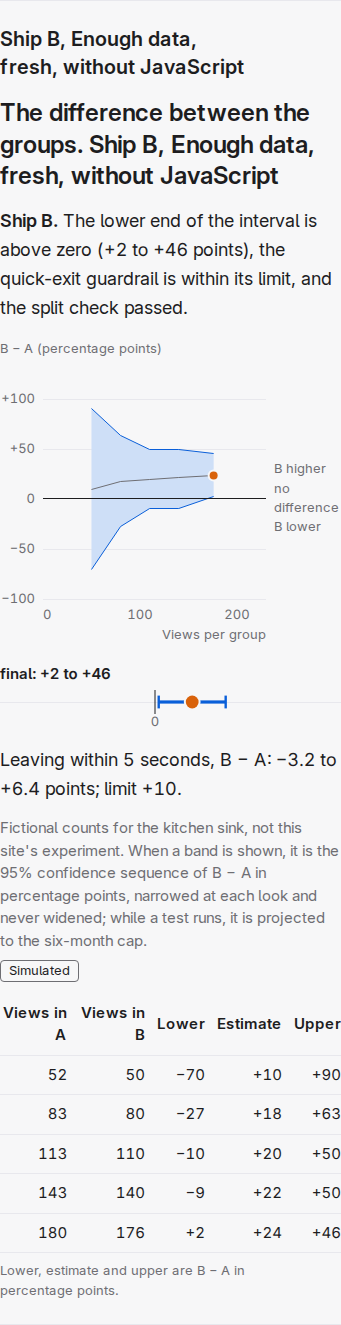 Ship B, Enough data,
fresh, without JavaScript
The difference between the
groups. Ship B, Enough data,
fresh, without JavaScript
Ship B. The lower end of the interval is
above zero (+2 to +46 points), the
quick-exit guardrail is within its limit, and
the split check passed.
B − A (percentage points)
+100
+50
0
−50
−100
B higher
no
difference
B lower
0 100 200
Views per group
final: +2 to +46
0
Leaving within 5 seconds, B − A: −3.2 to
+6.4 points; limit +10.
Fictional counts for the kitchen sink, not this
site's experiment. When a band is shown, it is the
95% confidence sequence of B − A in
percentage points, narrowed at each look and
never widened; while a test runs, it is projected
to the six-month cap.
Simulated
Views in A Views in B Lower Estimate Upper
52 50 −70 +10 +90
83 80 −27 +18 +63
113 110 −10 +20 +50
143 140 −9 +22 +50
180 176 +2 +24 +46
Lower, estimate and upper are B − A in
percentage points.